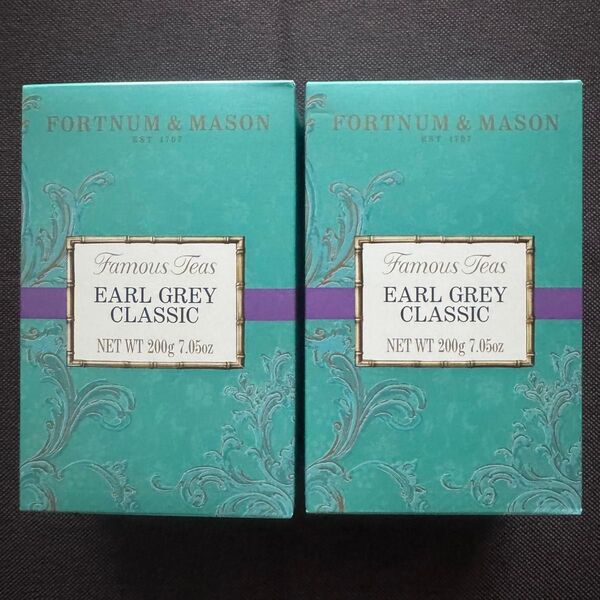 FORTNUM & MASON
EST 1707
Famous Teas
EARL GREY
CLASSIC
NET WT 200g 7.05oz
FORTNUM & MASON
EST 1707
Famous Teas
EARL GREY
CLASSIC
NET WT 200g 7.05oz